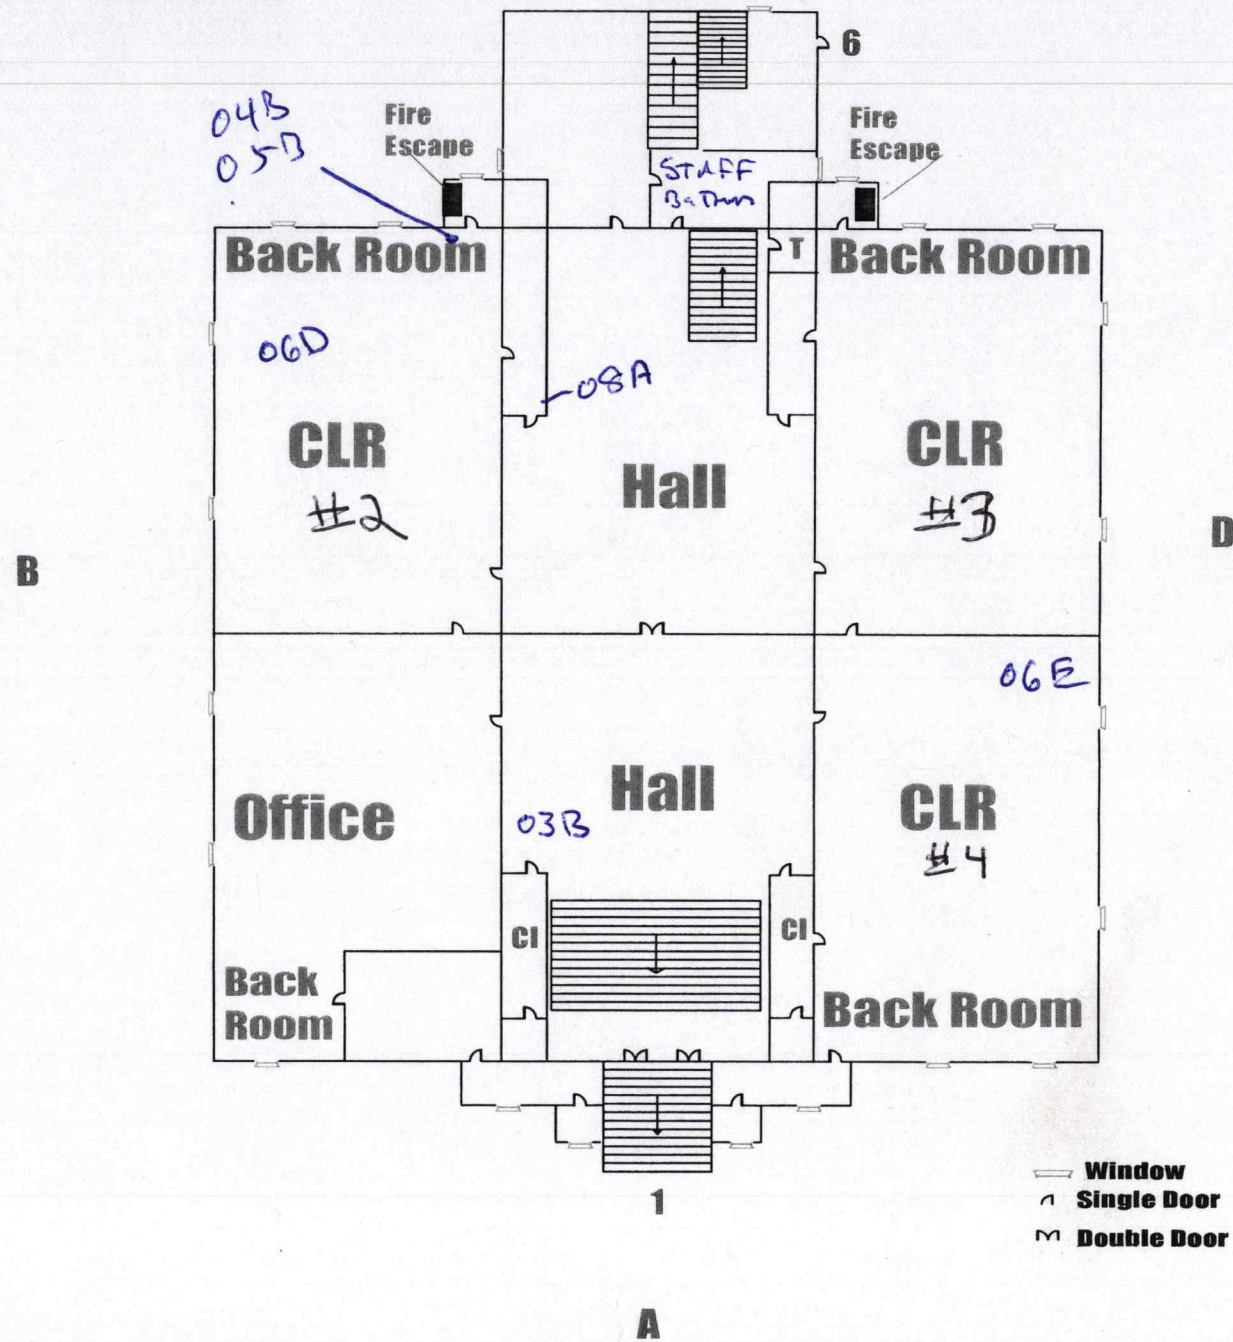 6
04B
05B
Fire
Escape
Fire
Escape
STAFF
Back Room
T
Back Room
06D
08A
CLR
#2
Hall
CLR
#3
B
D
06E
Office
03B
Hall
CLR
#4
Cl
Cl
Back
Room
Back Room
Window
Single Door
Double Door
1
A